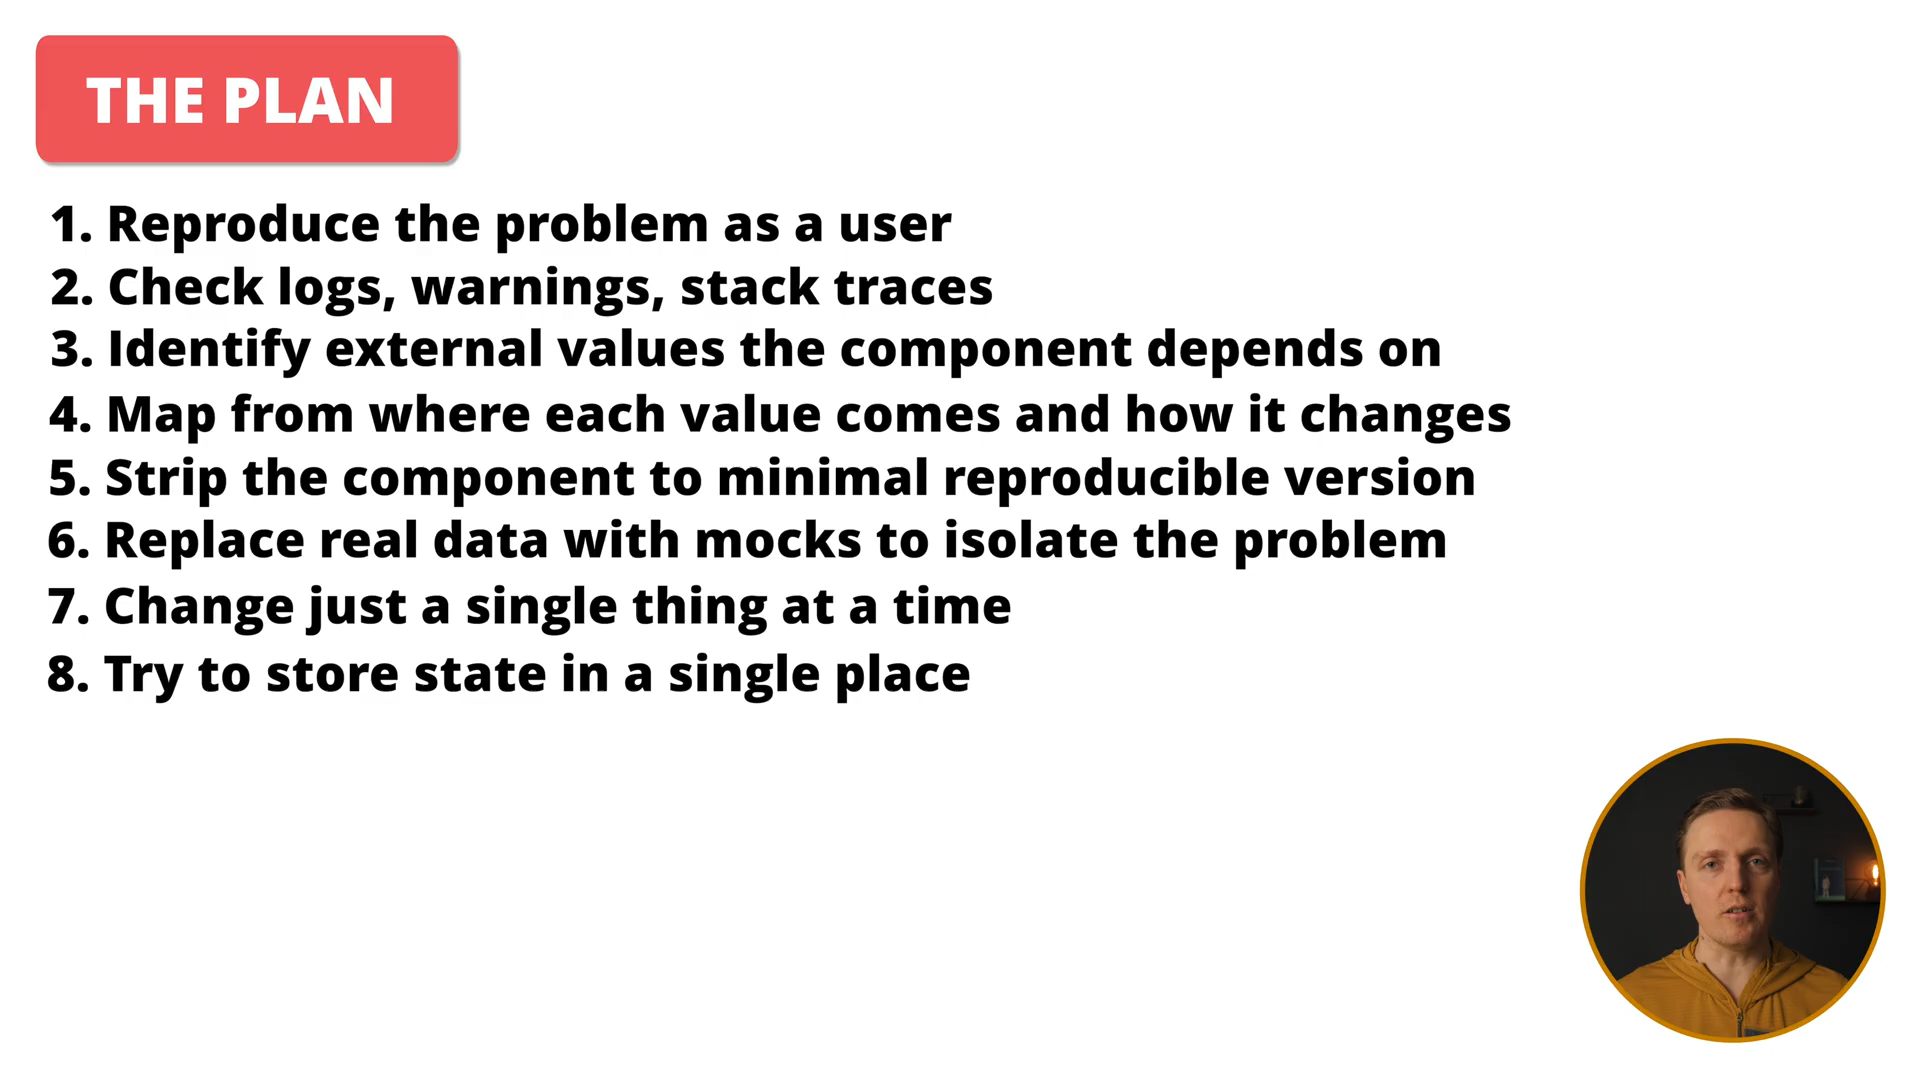 THE PLAN
1. Reproduce the problem as a user
2. Check logs, warnings, stack traces
3. Identify external values the component depends on
4. Map from where each value comes and how it changes
5. Strip the component to minimal reproducible version
6. Replace real data with mocks to isolate the problem
7. Change just a single thing at a time
8. Try to store state in a single place